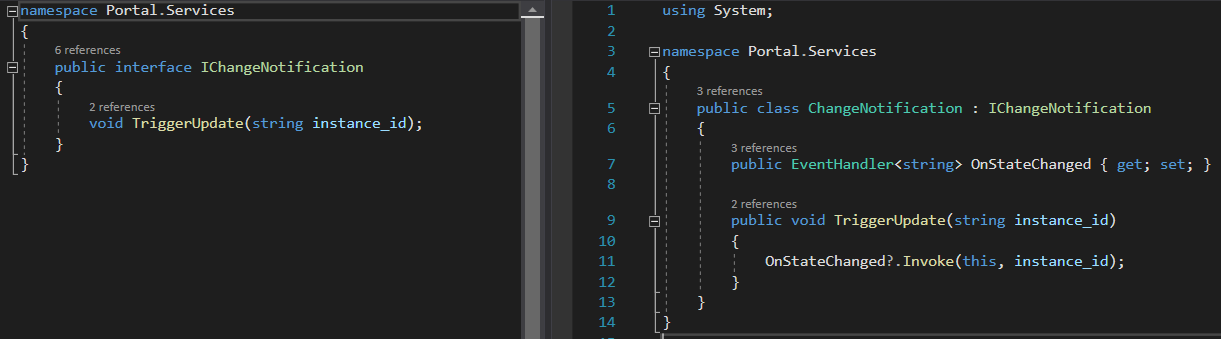 namespace Portal.Services
{
6 references
public interface IChangeNotification
{
2 references
void TriggerUpdate(string instance_id);
}
}
1 using System;
2
3 namespace Portal.Services
4 {
3 references
5 public class ChangeNotification : IChangeNotification
6 {
3 references
7 public EventHandler<string> OnStateChanged { get; set; }
8
2 references
9 public void TriggerUpdate(string instance_id)
10 {
11 OnStateChanged?.Invoke(this, instance_id);
12 }
13 }
14 }